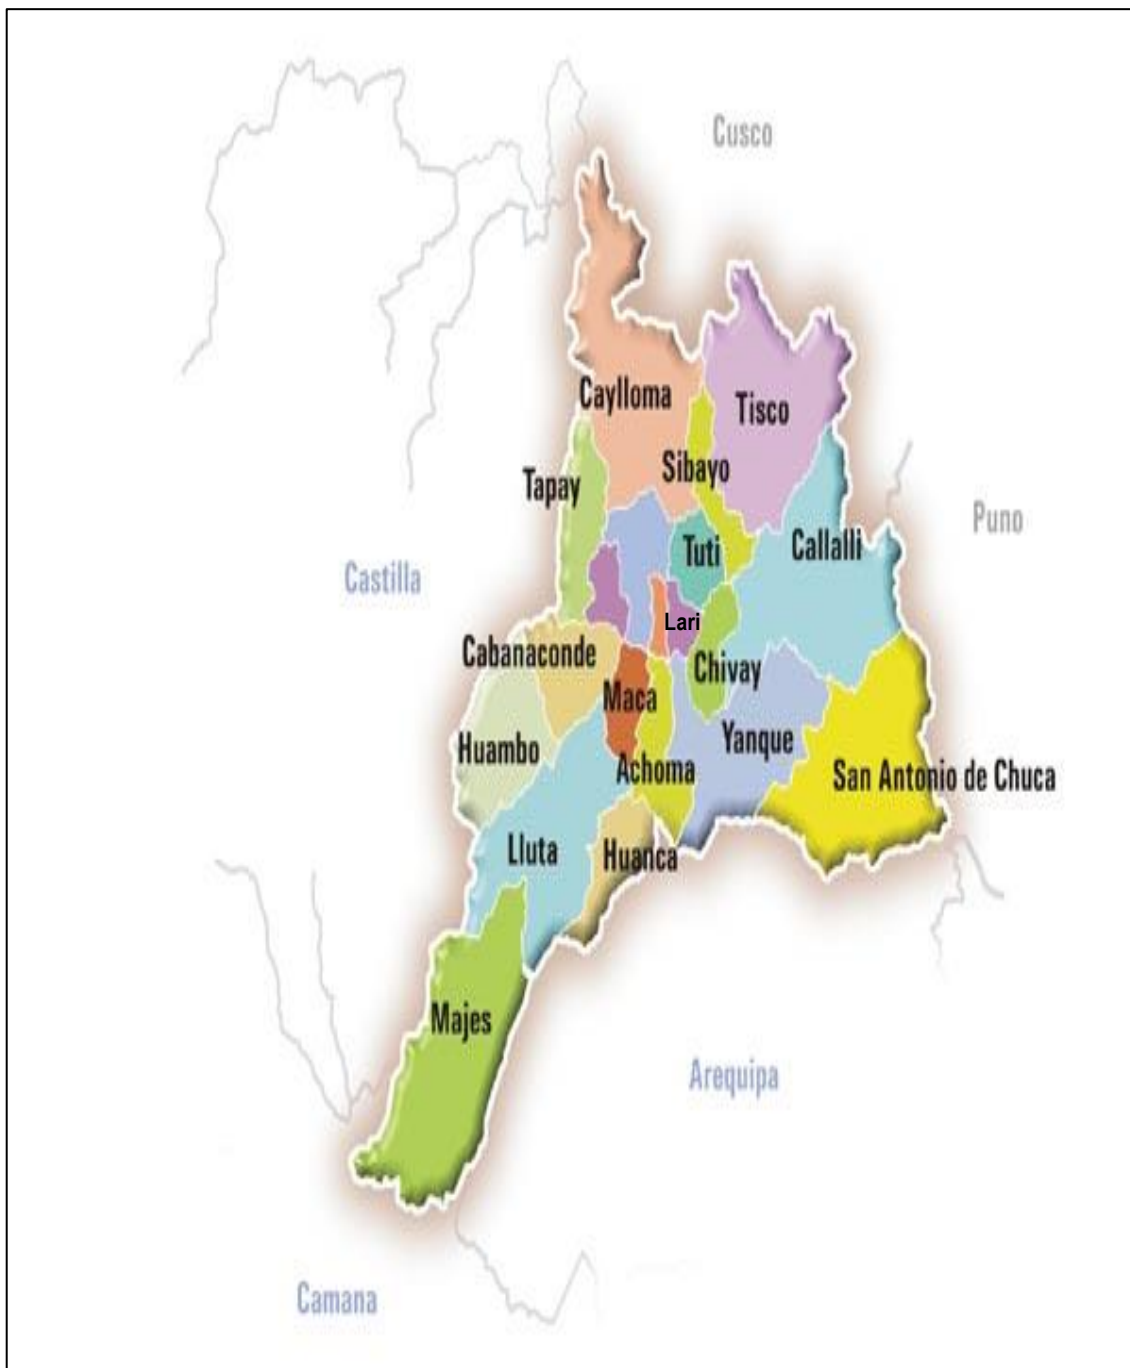 Cusco
Caylloma
Tisco
Sibayo
Tapay
Puno
Tuti
Callalli
Castilla
Lari
Cabanaconde
Chivay
Maca
Yanque
Huambo
Achoma
San Antonio de Chuca
Lluta
Huanca
Majes
Arequipa
Camana